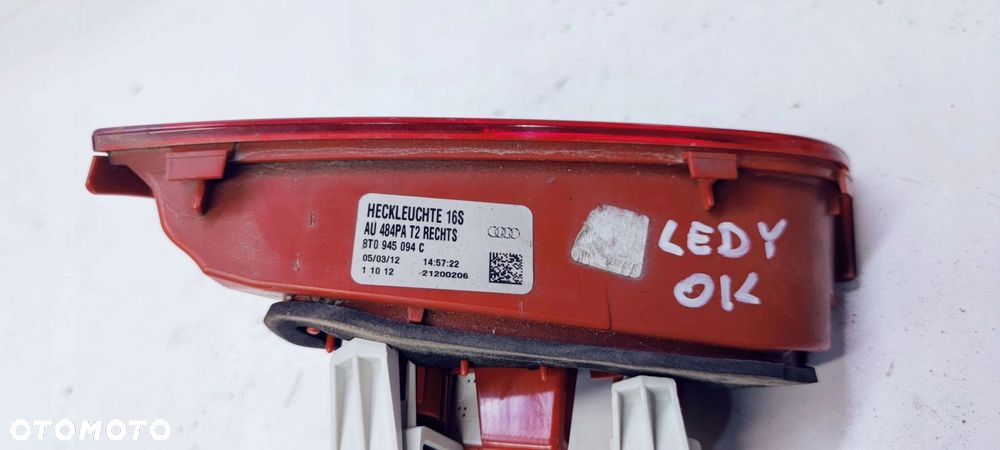 HECKLEUCHTE 16S
AU 484PA T2 RECHTS
8T0 945 094 C
05/03/12 14:57:22
1 10 12 21200206
LEDY
OK
OTOMOTO